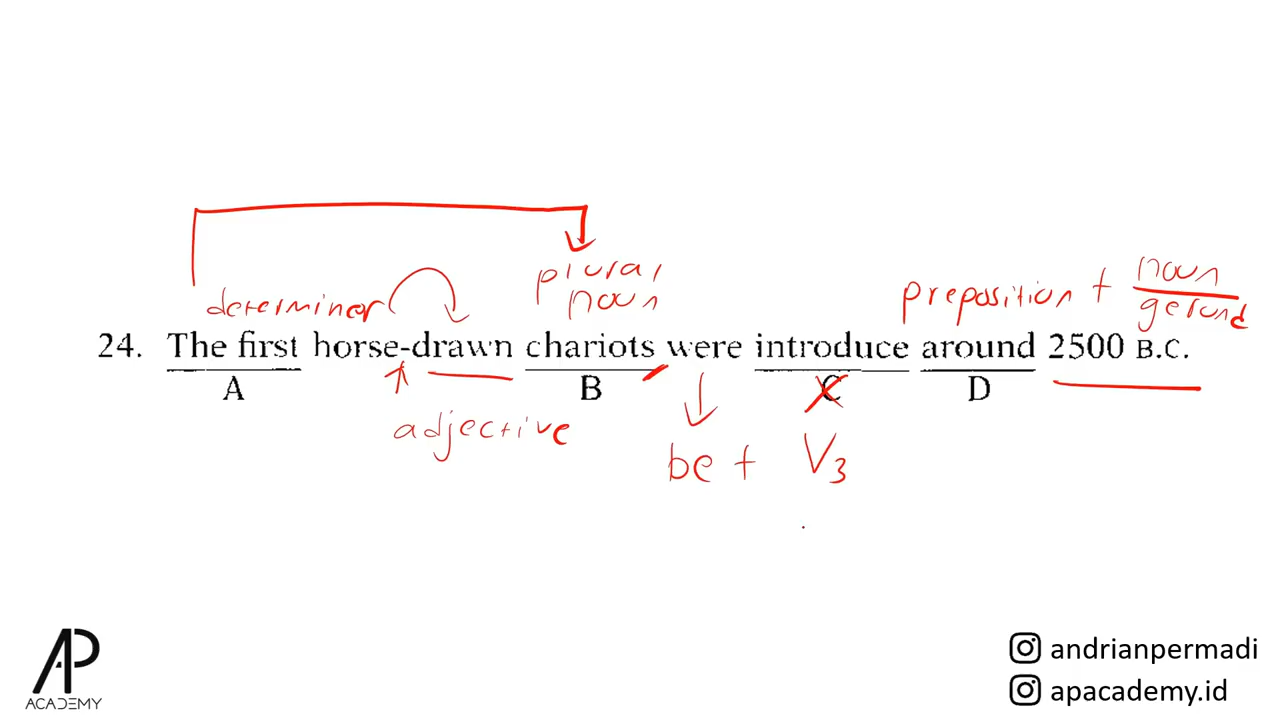 plural
noun
determiner
preposition + noun
gerund
24. The first horse-drawn chariots were introduce around 2500 B.C.
A B C D
adjective
be + V3
AP
ACADEMY
andrianpermadi
apacademy.id